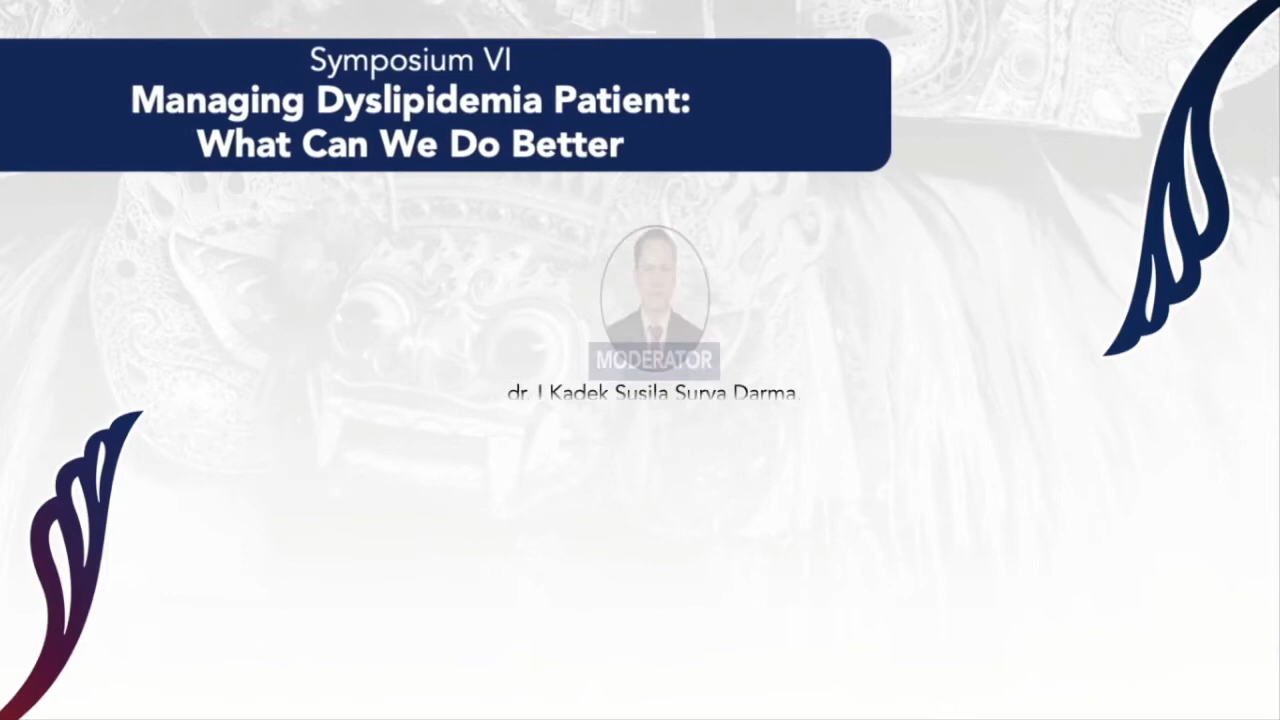 Symposium VI
Managing Dyslipidemia Patient:
What Can We Do Better
MODERATOR
dr. I Kadek Susila Surya Darma,